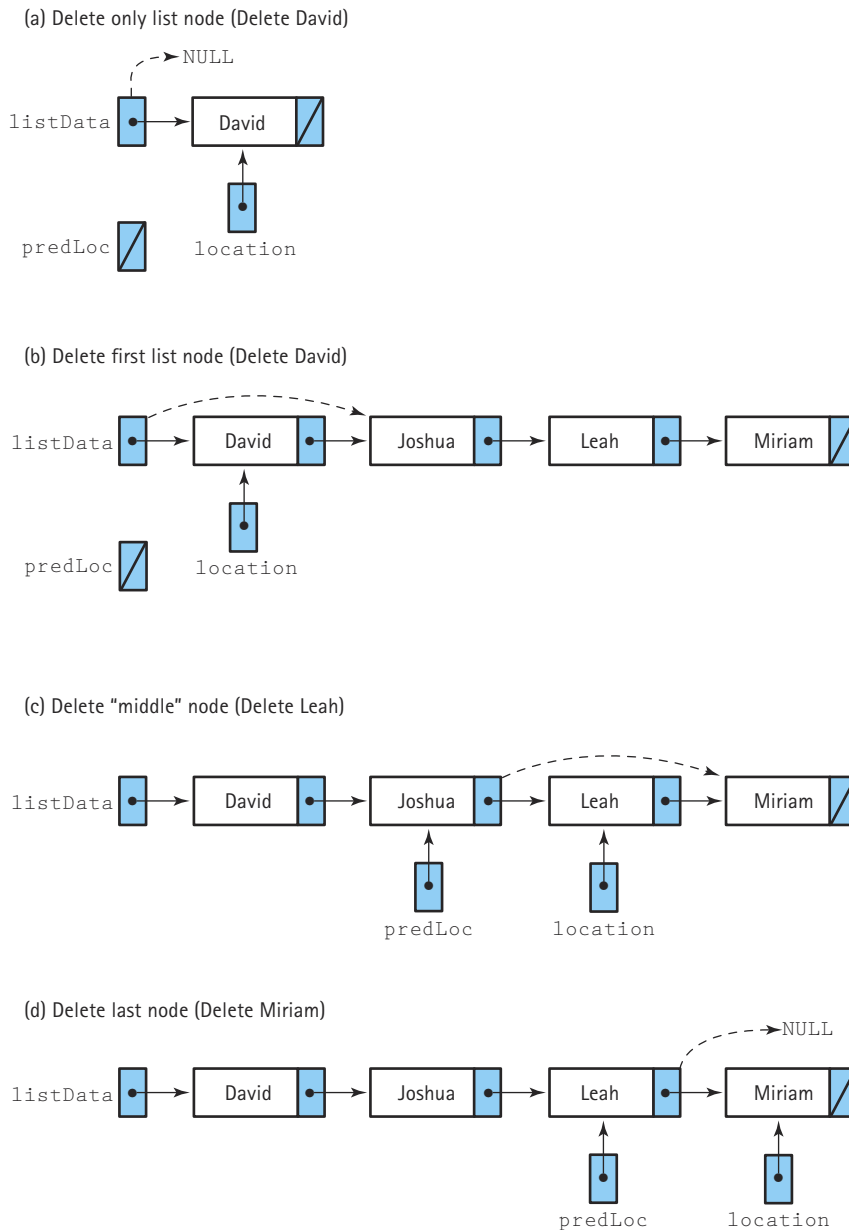 (a) Delete only list node (Delete David)
NULL
listData
David
predLoc
location
(b) Delete first list node (Delete David)
listData
David
Joshua
Leah
Miriam
predLoc
location
(c) Delete “middle” node (Delete Leah)
listData
David
Joshua
Leah
Miriam
predLoc
location
(d) Delete last node (Delete Miriam)
NULL
listData
David
Joshua
Leah
Miriam
predLoc
location